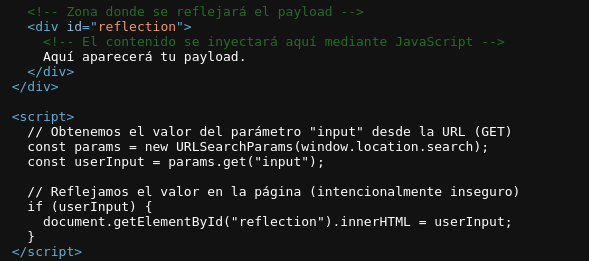 <!-- Zona donde se reflejará el payload -->
<div id="reflection">
<!-- El contenido se inyectará aquí mediante JavaScript -->
Aquí aparecerá tu payload.
</div>
</div>
<script>
// Obtenemos el valor del parámetro "input" desde la URL (GET)
const params = new URLSearchParams(window.location.search);
const userInput = params.get("input");
// Reflejamos el valor en la página (intencionalmente inseguro)
if (userInput) {
document.getElementById("reflection").innerHTML = userInput;
}
</script>